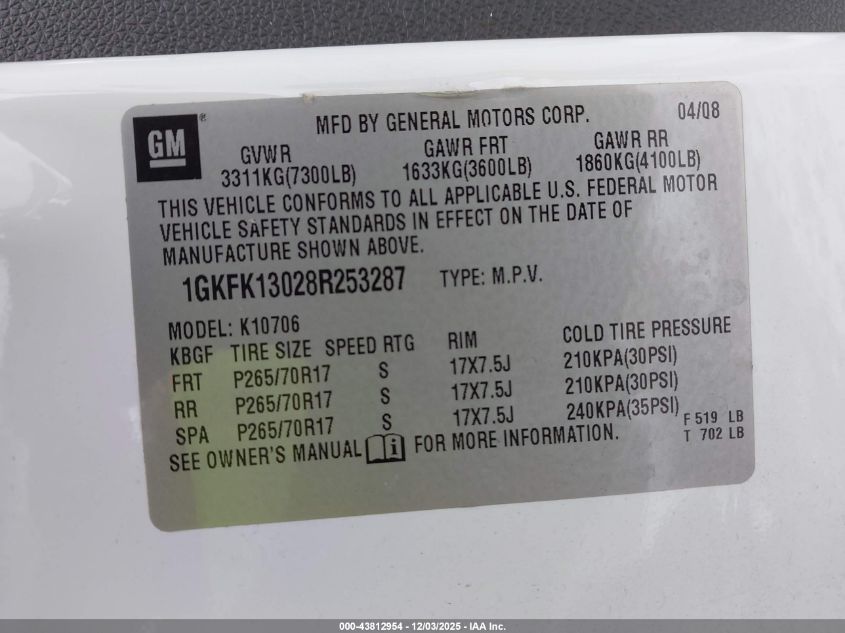 GM ®
MFD BY GENERAL MOTORS CORP. 04/08
GVWR GAWR FRT GAWR RR
3311KG(7300LB) 1633KG(3600LB) 1860KG(4100LB)
THIS VEHICLE CONFORMS TO ALL APPLICABLE U.S. FEDERAL MOTOR
VEHICLE SAFETY STANDARDS IN EFFECT ON THE DATE OF
MANUFACTURE SHOWN ABOVE.
1GKFK13028R253287 TYPE: M.P.V.
MODEL: K10706
KBGF TIRE SIZE SPEED RTG RIM COLD TIRE PRESSURE
FRT P265/70R17 S 17X7.5J 210KPA(30PSI)
RR P265/70R17 S 17X7.5J 210KPA(30PSI)
SPA P265/70R17 S 17X7.5J 240KPA(35PSI) F 519 LB
T 702 LB
SEE OWNER'S MANUAL i FOR MORE INFORMATION.
000-43812954 - 12/03/2025 - IAA Inc.